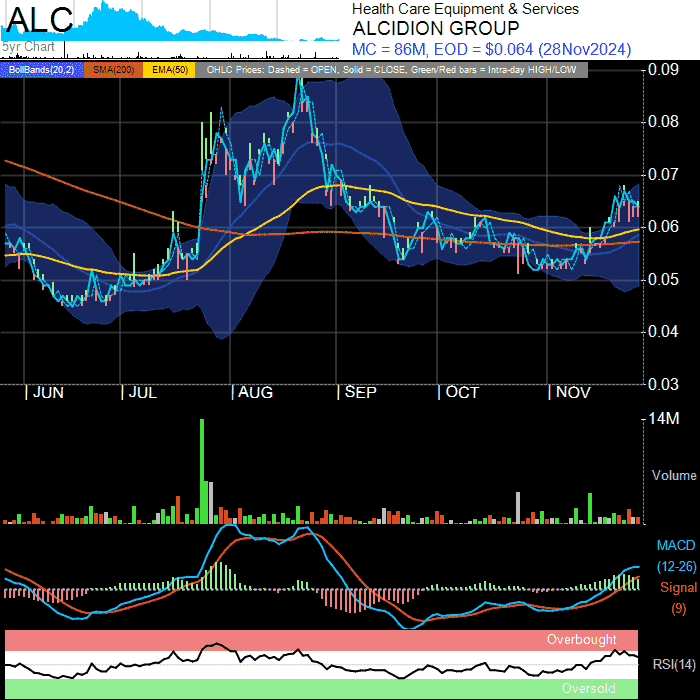 ALC
5yr Chart
Health Care Equipment & Services
ALCIDION GROUP
MC = 86M, EOD = $0.064 (28Nov2024)
BollBands(20,2) SMA(200) EMA(50) OHLC Prices: Dashed = OPEN, Solid = CLOSE, Green/Red bars = Intra-day HIGH/LOW
0.09
0.08
0.07
0.06
0.05
0.04
0.03
JUN JUL AUG SEP OCT NOV
14M
Volume
MACD
(12-26)
Signal
(9)
Overbought
RSI(14)
Oversold